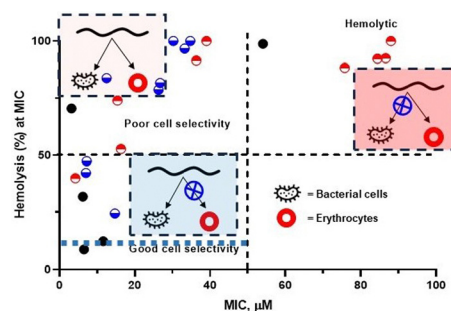 Hemolytic
100
Poor cell selectivity
Hemolysis (%) at MIC
50
= Bacterial cells
= Erythrocytes
Good cell selectivity
0
0 20 40 60 80 100
MIC, µM